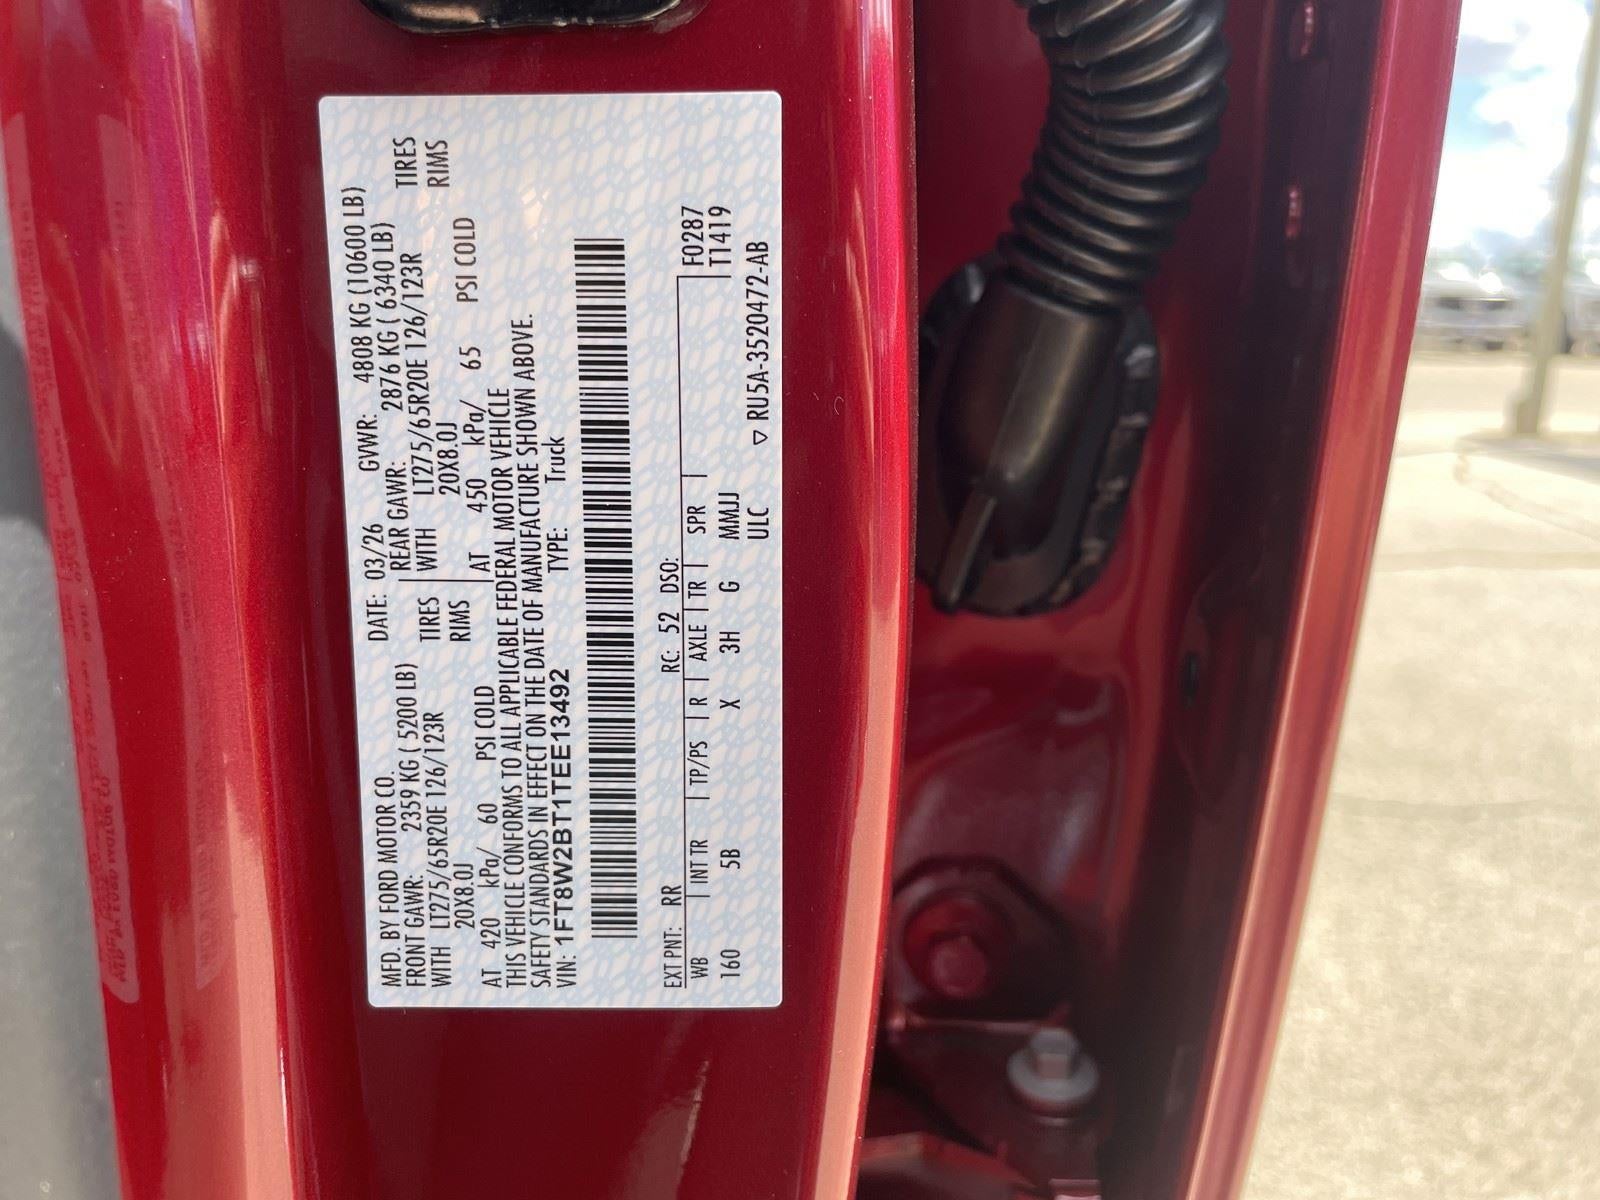 MFD. BY FORD MOTOR CO. DATE: 03/26 GVWR: 4808 KG (10600 LB)
FRONT GAWR: 2359 KG ( 5200 LB) REAR GAWR: 2876 KG ( 6340 LB)
WITH LT275/65R20E 126/123R TIRES WITH LT275/65R20E 126/123R TIRES
20X8.0J RIMS 20X8.0J RIMS
AT 420 kPa/ 60 PSI COLD AT 450 kPa/ 65 PSI COLD
THIS VEHICLE CONFORMS TO ALL APPLICABLE FEDERAL MOTOR VEHICLE
SAFETY STANDARDS IN EFFECT ON THE DATE OF MANUFACTURE SHOWN ABOVE.
VIN: 1FT8W2BT1TEE13492 TYPE: Truck
EXT PNT: RR RC: 52 DSO: F0287
WB INT TR TP/PS R AXLE TR SPR T1419
160 5B X 3H G MMJJ
ULC ▽ RU5A-3520472-AB